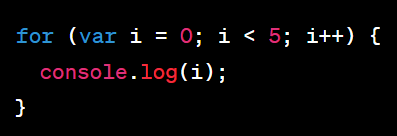 for (var i = 0; i < 5; i++) {
  console.log(i);
}